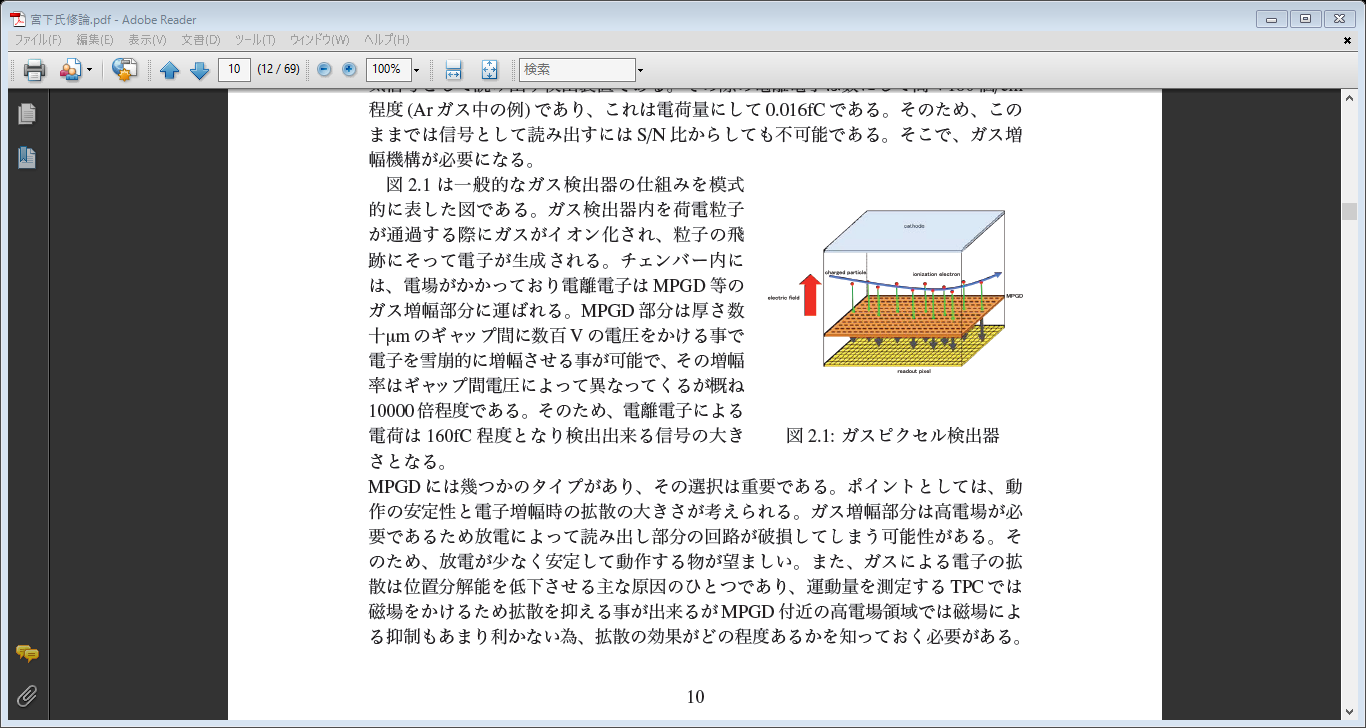 宮下氏修論.pdf - Adobe Reader
ファイル(F) 編集(E) 表示(V) 文書(D) ツール(T) ウィンドウ(W) ヘルプ(H)
10 (12 / 69) 100% 検索
程度 (Ar ガス中の例) であり、これは電荷量にして 0.016fC である。そのため、この
ままでは信号として読み出すには S/N 比からしても不可能である。そこで、ガス増
幅機構が必要になる。
図 2.1 は一般的なガス検出器の仕組みを模式
的に表した図である。ガス検出器内を荷電粒子
が通過する際にガスがイオン化され、粒子の飛
跡にそって電子が生成される。チェンバー内に
は、電場がかかっており電離電子は MPGD 等の
ガス増幅部分に運ばれる。MPGD 部分は厚さ数
十μm のギャップ間に数百 V の電圧をかける事で
電子を雪崩的に増幅させる事が可能で、その増幅
率はギャップ間電圧によって異なってくるが概ね
10000 倍程度である。そのため、電離電子による
電荷は 160fC 程度となり検出出来る信号の大き
さとなる。
cathode
charged particle
ionization electron
electric field
MPGD
readout pixel
図 2.1: ガスピクセル検出器
MPGD には幾つかのタイプがあり、その選択は重要である。ポイントとしては、動
作の安定性と電子増幅時の拡散の大きさが考えられる。ガス増幅部分は高電場が必
要であるため放電によって読み出し部分の回路が破損してしまう可能性がある。そ
のため、放電が少なく安定して動作する物が望ましい。また、ガスによる電子の拡
散は位置分解能を低下させる主な原因のひとつであり、運動量を測定する TPC では
磁場をかけるため拡散を抑える事が出来るが MPGD 付近の高電場領域では磁場によ
る抑制もあまり利かない為、拡散の効果がどの程度あるかを知っておく必要がある。
10